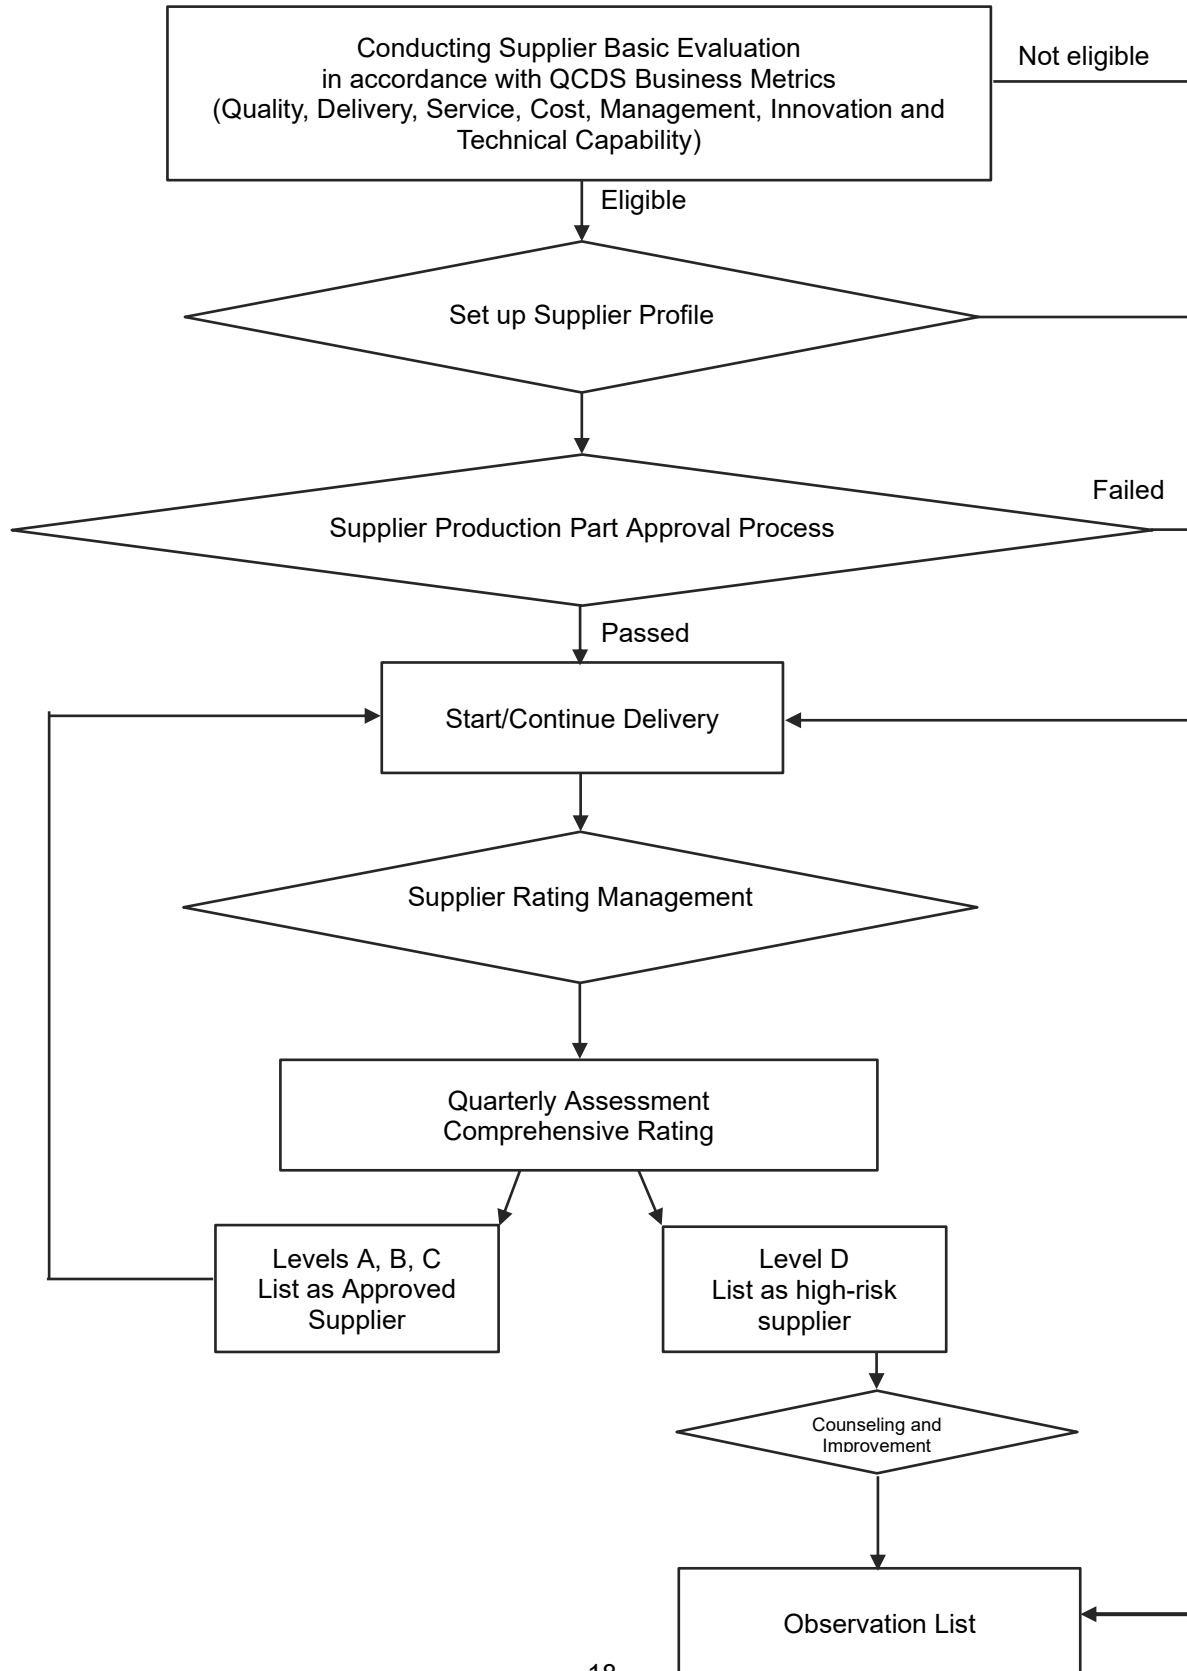 Conducting Supplier Basic Evaluation
in accordance with QCDS Business Metrics
(Quality, Delivery, Service, Cost, Management, Innovation and
Technical Capability)
Not eligible
Eligible
Set up Supplier Profile
Failed
Supplier Production Part Approval Process
Passed
Start/Continue Delivery
Supplier Rating Management
Quarterly Assessment
Comprehensive Rating
Levels A, B, C
List as Approved
Supplier
Level D
List as high-risk
supplier
Counseling and
Improvement
Observation List
18